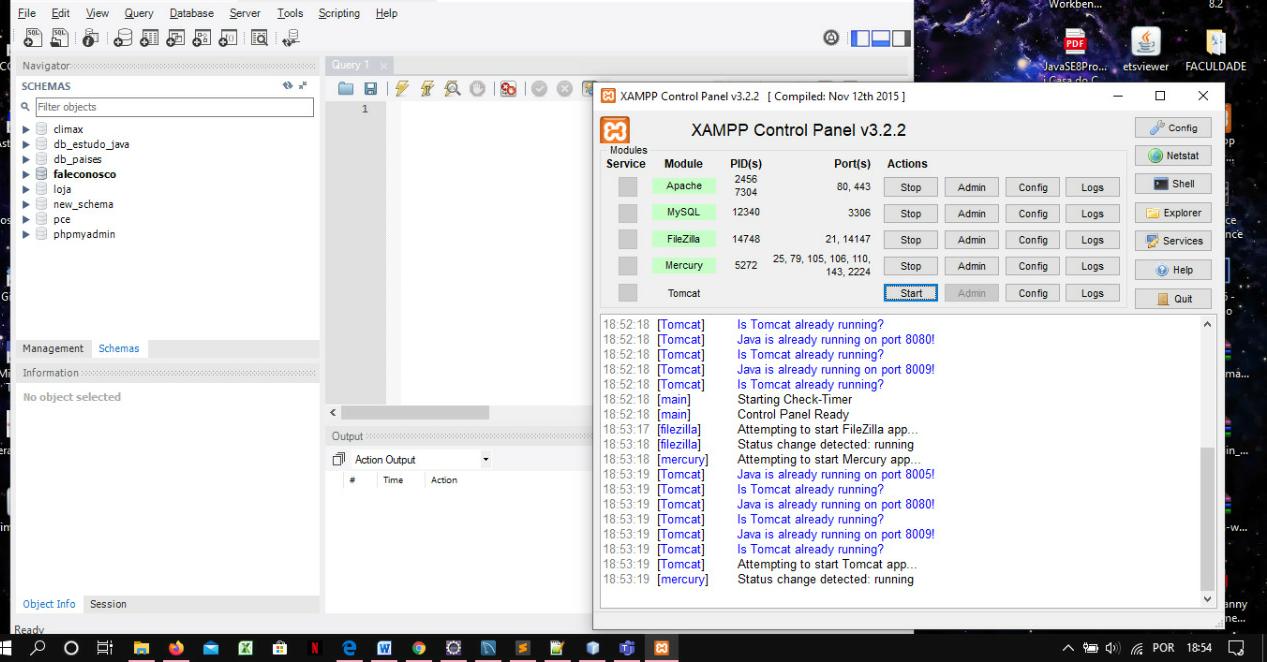 Workben...
8.2
File Edit View Query Database Server Tools Scripting Help
JavaSE8Pro... etsviewer FACULDADE
i Casa do C...
Navigator
Query 1
SCHEMAS
Filter objects
1
climax
db_estudo_java
db_paises
faleconosco
loja
new_schema
pce
phpmyadmin
Management Schemas
Information
No object selected
Output
Action Output
# Time Action
Object Info Session
Ready
XAMPP Control Panel v3.2.2 [ Compiled: Nov 12th 2015 ]
XAMPP Control Panel v3.2.2
Config
Modules
Service Module PID(s) Port(s) Actions
Netstat
Apache 2456 7304 80, 443 Stop Admin Config Logs
Shell
MySQL 12340 3306 Stop Admin Config Logs
Explorer
FileZilla 14748 21, 14147 Stop Admin Config Logs
Services
Mercury 5272 25, 79, 105, 106, 110, 143, 2224 Stop Admin Config Logs
Help
Tomcat Start Admin Config Logs
Quit
18:52:18 [Tomcat] Is Tomcat already running?
18:52:18 [Tomcat] Java is already running on port 8080!
18:52:18 [Tomcat] Is Tomcat already running?
18:52:18 [Tomcat] Java is already running on port 8009!
18:52:18 [Tomcat] Is Tomcat already running?
18:52:18 [main] Starting Check-Timer
18:52:18 [main] Control Panel Ready
18:53:17 [filezilla] Attempting to start FileZilla app...
18:53:18 [filezilla] Status change detected: running
18:53:18 [mercury] Attempting to start Mercury app...
18:53:19 [Tomcat] Java is already running on port 8005!
18:53:19 [Tomcat] Is Tomcat already running?
18:53:19 [Tomcat] Java is already running on port 8080!
18:53:19 [Tomcat] Is Tomcat already running?
18:53:19 [Tomcat] Java is already running on port 8009!
18:53:19 [Tomcat] Is Tomcat already running?
18:53:19 [Tomcat] Attempting to start Tomcat app...
18:53:19 [mercury] Status change detected: running
POR 18:54